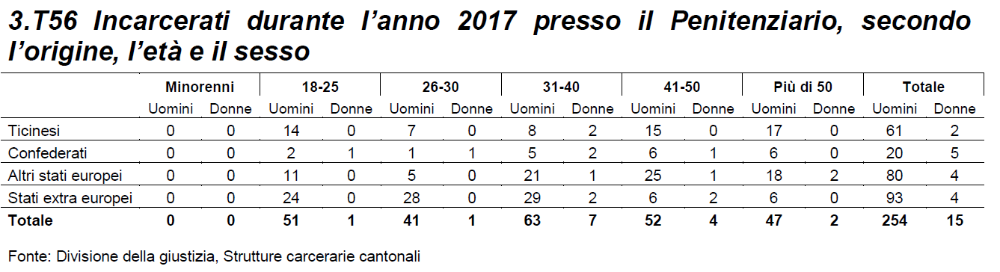 3.T56 Incarcerati durante l’anno 2017 presso il Penitenziario, secondo
l’origine, l’età e il sesso
Minorenni 18-25 26-30 31-40 41-50 Più di 50 Totale
Uomini Donne Uomini Donne Uomini Donne Uomini Donne Uomini Donne Uomini Donne Uomini Donne
Ticinesi 0 0 14 0 7 0 8 2 15 0 17 0 61 2
Confederati 0 0 2 1 1 1 5 2 6 1 6 0 20 5
Altri stati europei 0 0 11 0 5 0 21 1 25 1 18 2 80 4
Stati extra europei 0 0 24 0 28 0 29 2 6 2 6 0 93 4
Totale 0 0 51 1 41 1 63 7 52 4 47 2 254 15
Fonte: Divisione della giustizia, Strutture carcerarie cantonali